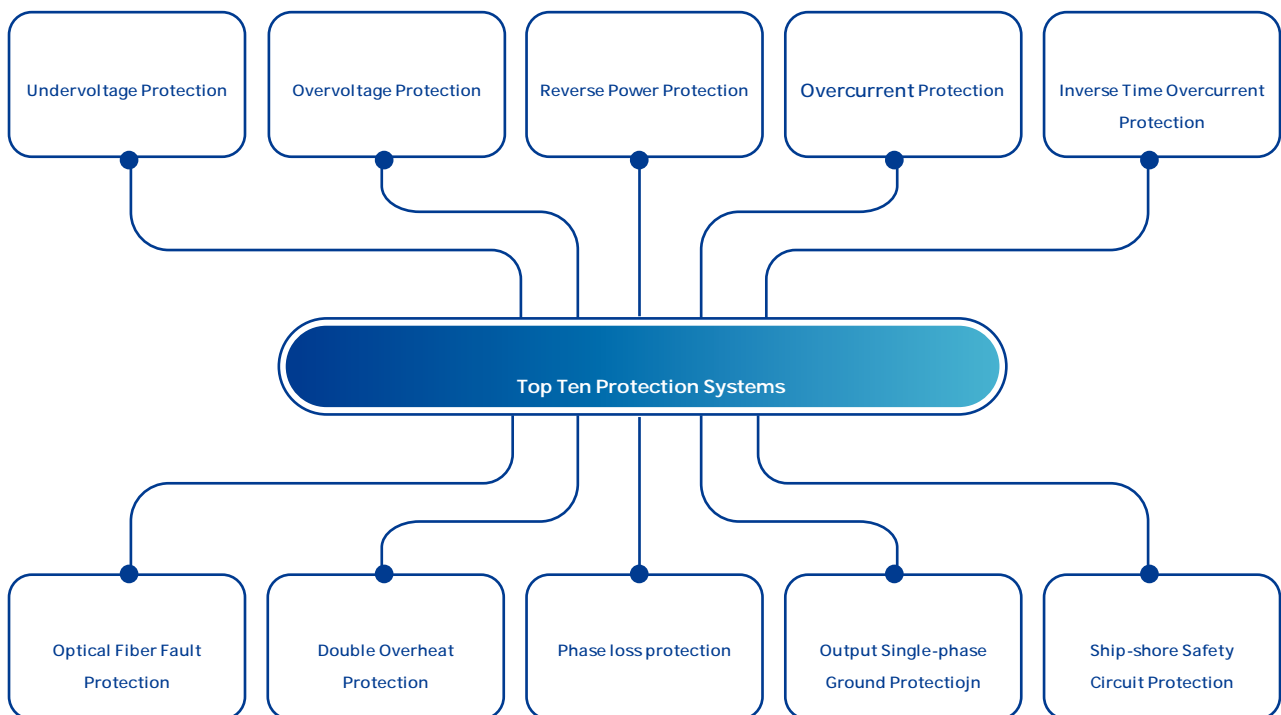 Undervoltage Protection
Overvoltage Protection
Reverse Power Protection
Overcurrent Protection
Inverse Time Overcurrent
Protection
Top Ten Protection Systems
Optical Fiber Fault
Protection
Double Overheat
Protection
Phase loss protection
Output Single-phase
Ground Protectiojn
Ship-shore Safety
Circuit Protection